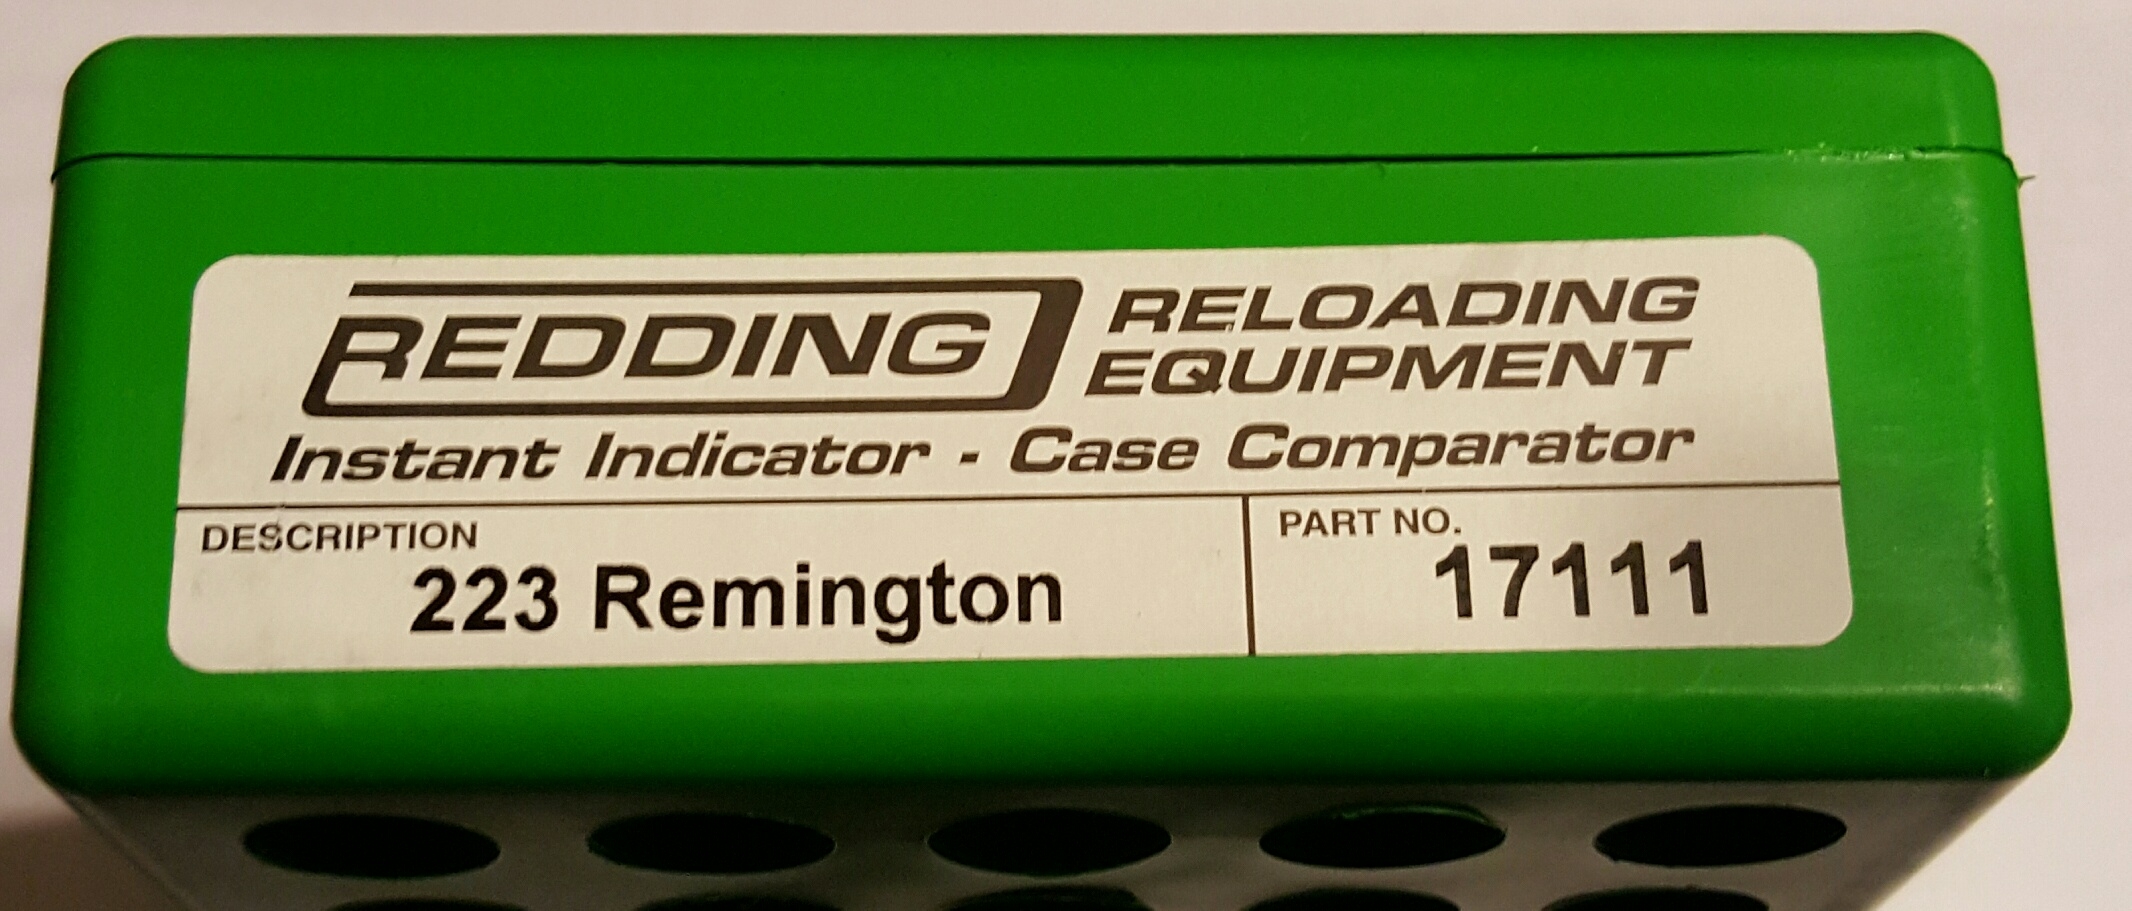 REDDING RELOADING
EQUIPMENT
Instant Indicator - Case Comparator
DESCRIPTION
223 Remington
PART NO.
17111